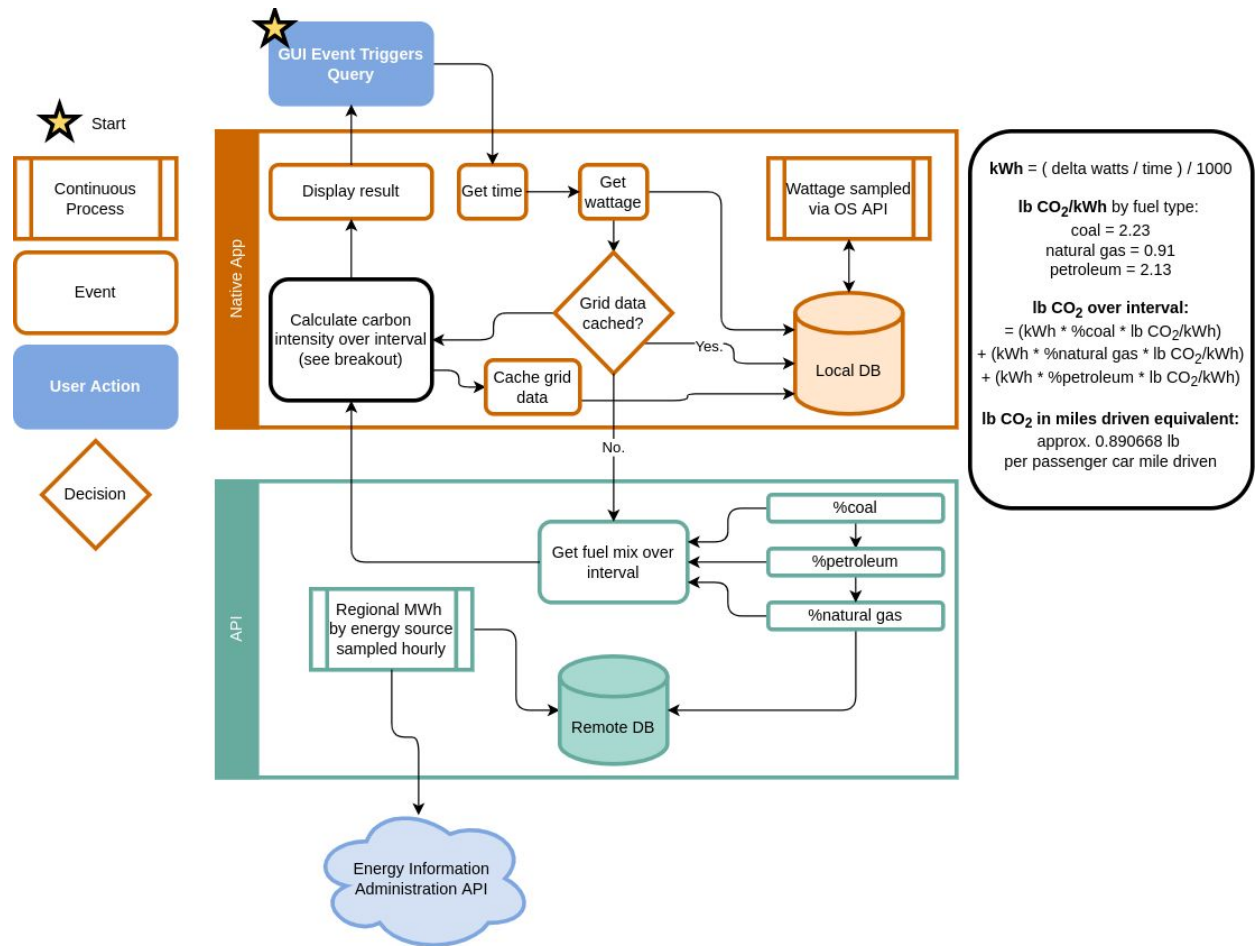 GUI Event Triggers
Query
Start
Continuous
Process
Event
User Action
Decision
Native App
Display result
Get time
Get
wattage
Wattage sampled
via OS API
Calculate carbon
intensity over interval
(see breakout)
Grid data
cached?
Yes.
Cache grid
data
Local DB
No.
kWh = ( delta watts / time ) / 1000
lb CO₂/kWh by fuel type:
coal = 2.23
natural gas = 0.91
petroleum = 2.13
lb CO₂ over interval:
= (kWh * %coal * lb CO₂/kWh)
+ (kWh * %natural gas * lb CO₂/kWh)
+ (kWh * %petroleum * lb CO₂/kWh)
lb CO₂ in miles driven equivalent:
approx. 0.890668 lb
per passenger car mile driven
API
Get fuel mix over
interval
%coal
%petroleum
%natural gas
Regional MWh
by energy source
sampled hourly
Remote DB
Energy Information
Administration API